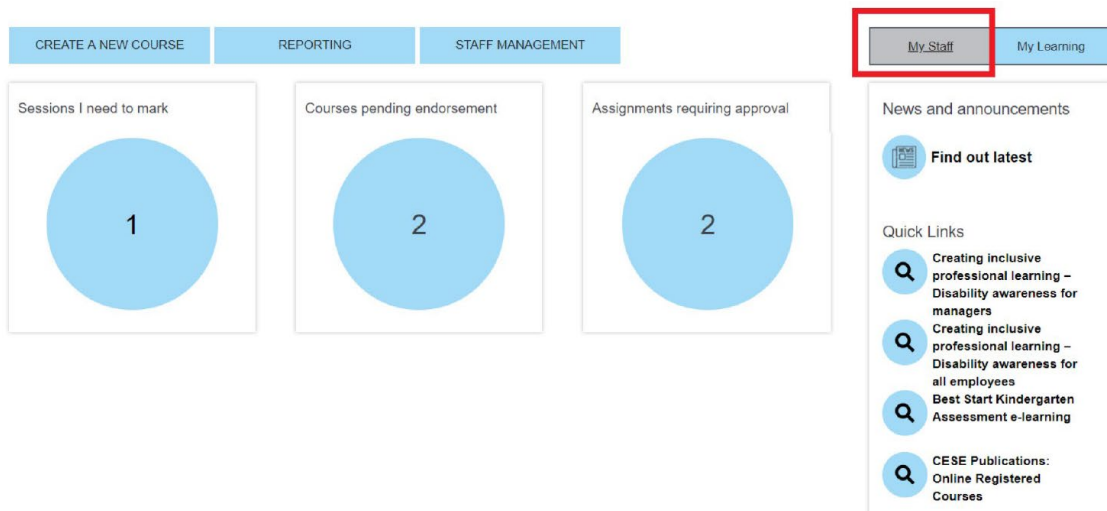 CREATE A NEW COURSE
REPORTING
STAFF MANAGEMENT
My Staff
My Learning
Sessions I need to mark
1
Courses pending endorsement
2
Assignments requiring approval
2
News and announcements
NEWS
Find out latest
Quick Links
Creating inclusive
professional learning –
Disability awareness for
managers
Creating inclusive
professional learning –
Disability awareness for
all employees
Best Start Kindergarten
Assessment e-learning
CESE Publications:
Online Registered
Courses